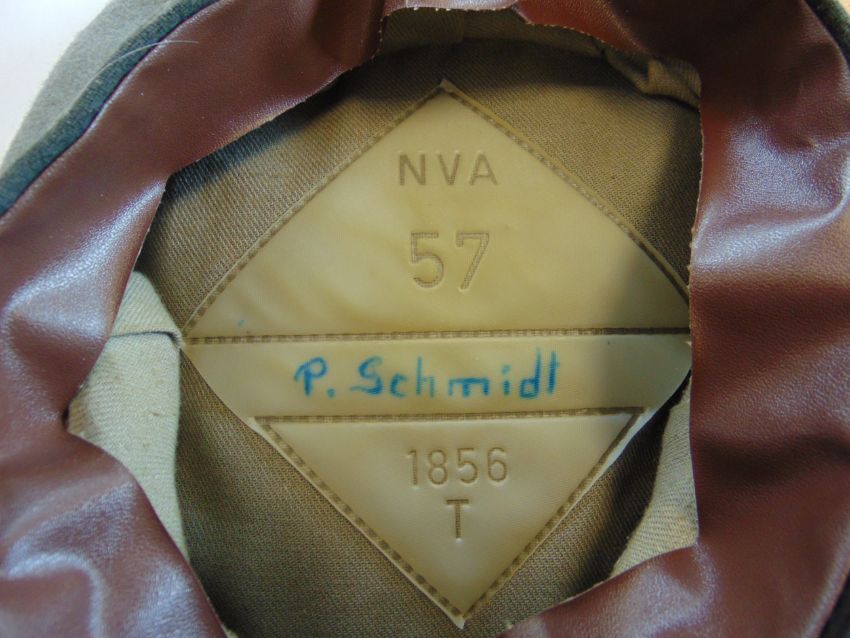 NVA
57
P. Schmidt
1856
T